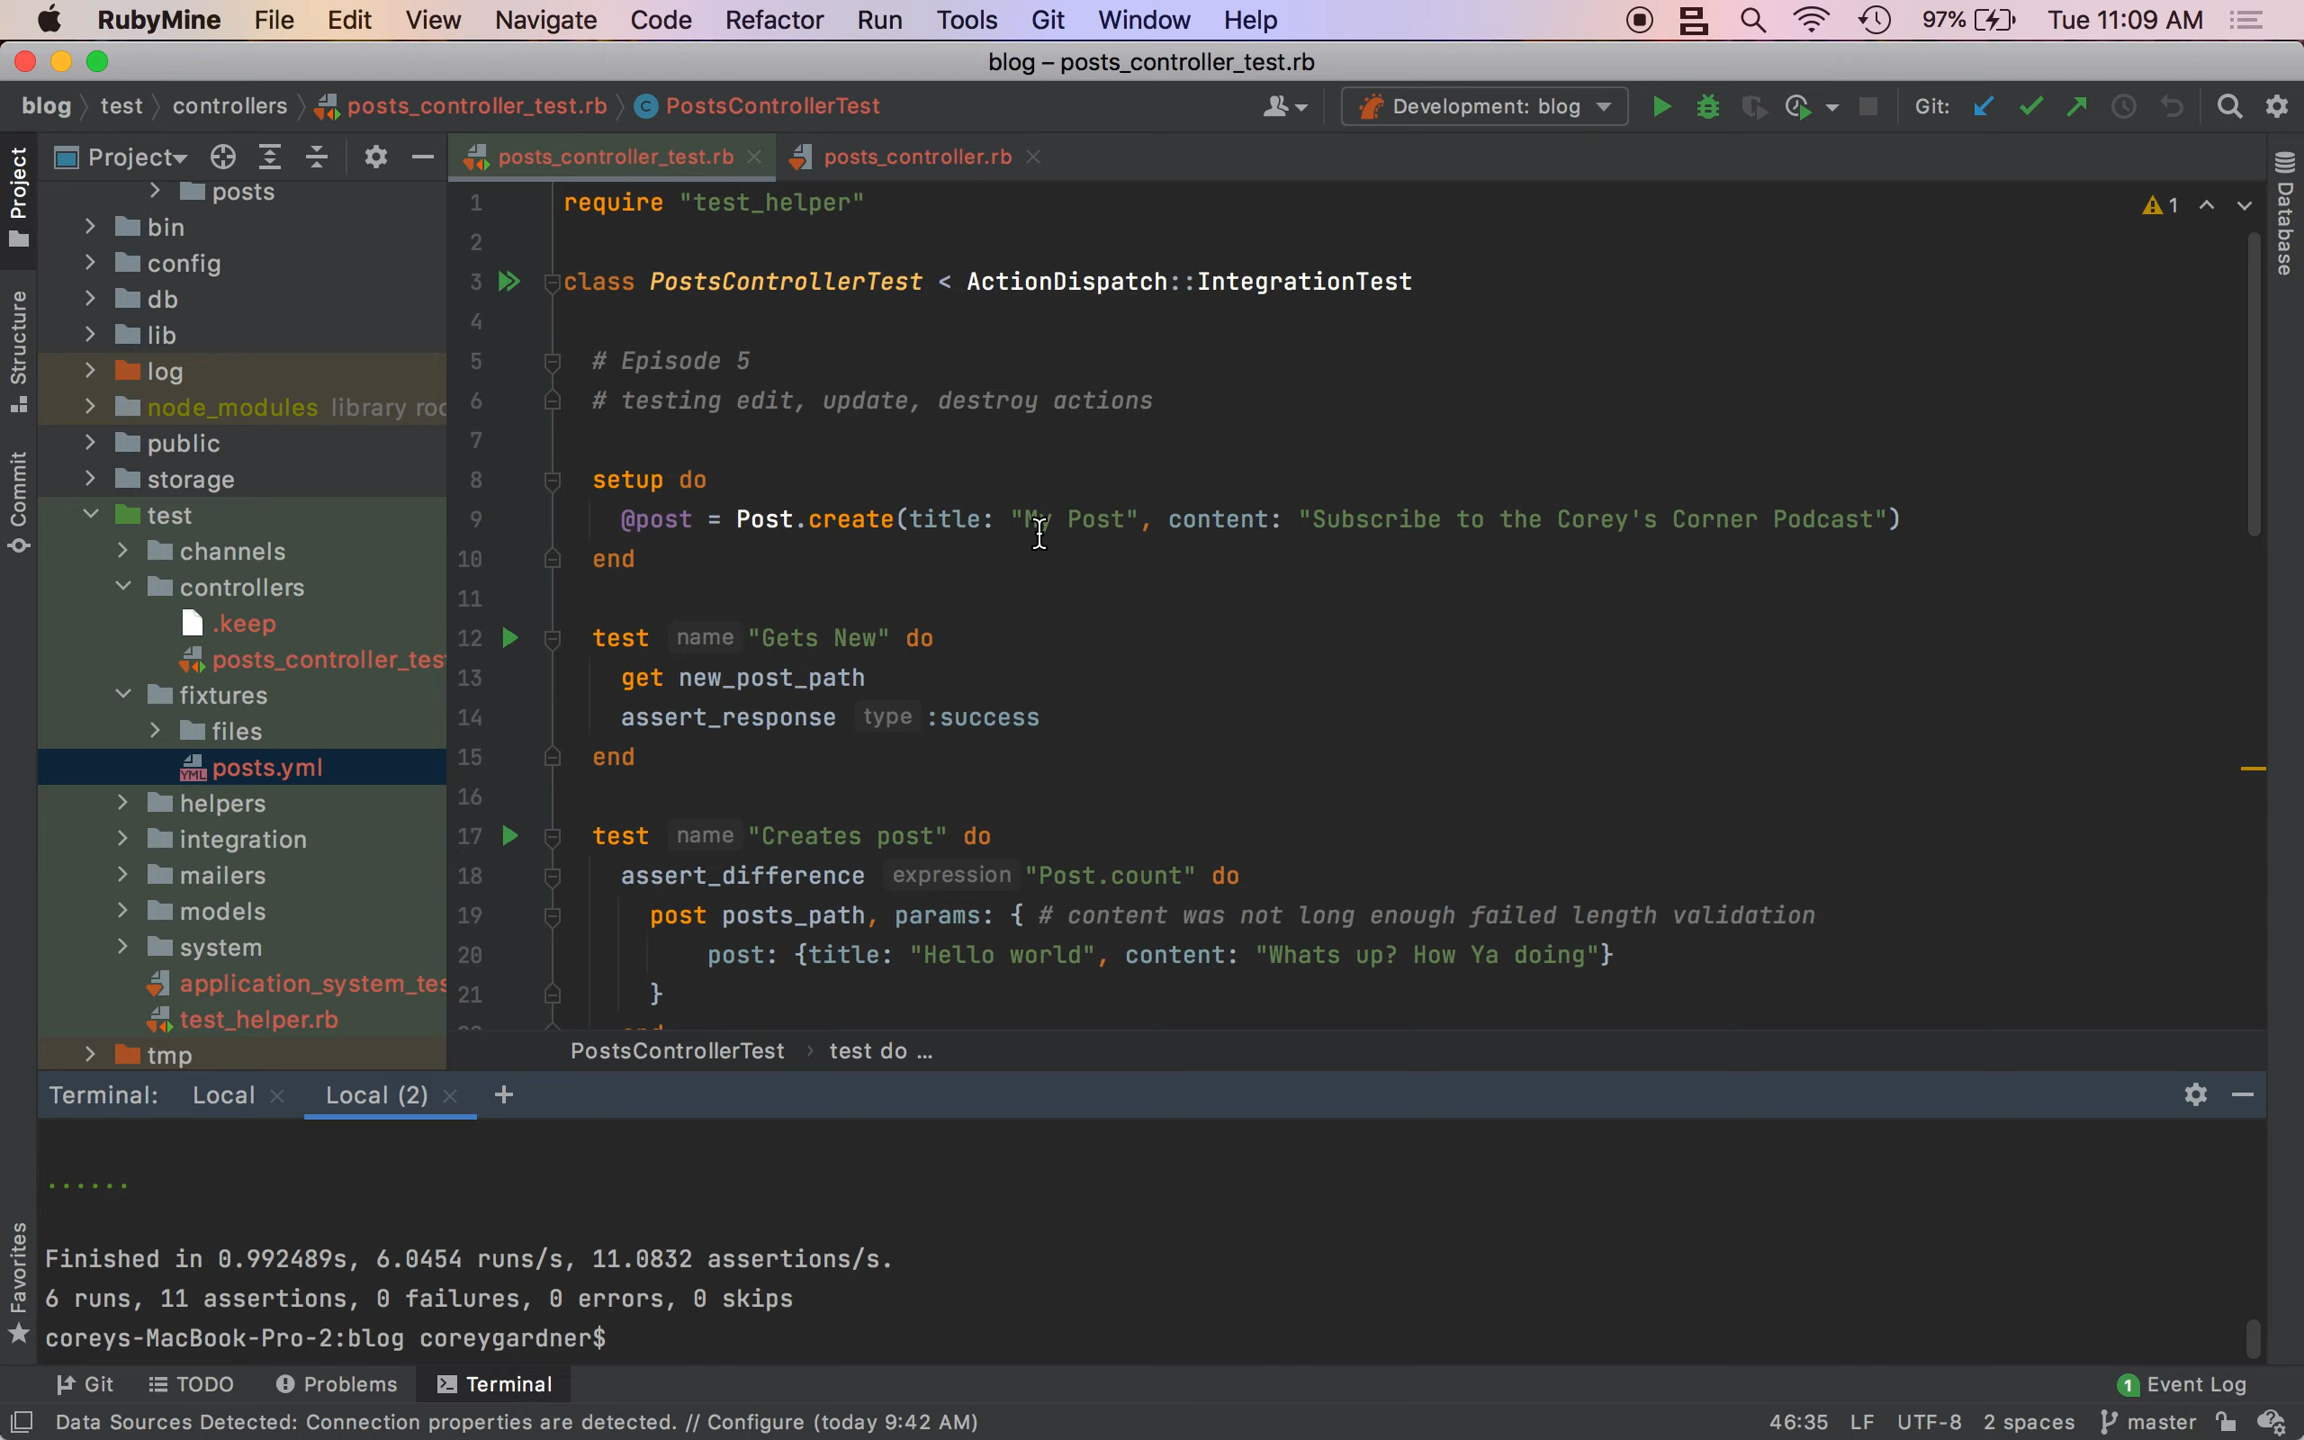 RubyMine File Edit View Navigate Code Refactor Run Tools Git Window Help 97% Tue 11:09 AM
blog – posts_controller_test.rb
blog test controllers posts_controller_test.rb C PostsControllerTest Development: blog Git:
Project posts_controller_test.rb posts_controller.rb
Project
Structure
Commit
Favorites
Database
posts
bin
config
db
lib
log
node_modules library roo
public
storage
test
channels
controllers
.keep
posts_controller_tes
fixtures
files
YML posts.yml
helpers
integration
mailers
models
system
application_system_tes
test_helper.rb
tmp
1 require "test_helper"
2
3 class PostsControllerTest < ActionDispatch::IntegrationTest
4
5 # Episode 5
6 # testing edit, update, destroy actions
7
8 setup do
9 @post = Post.create(title: "My Post", content: "Subscribe to the Corey's Corner Podcast")
10 end
11
12 test name "Gets New" do
13 get new_post_path
14 assert_response type :success
15 end
16
17 test name "Creates post" do
18 assert_difference expression "Post.count" do
19 post posts_path, params: { # content was not long enough failed length validation
20 post: {title: "Hello world", content: "Whats up? How Ya doing"}
21 }
22 end
1
PostsControllerTest test do ...
Terminal: Local Local (2)
......
Finished in 0.992489s, 6.0454 runs/s, 11.0832 assertions/s.
6 runs, 11 assertions, 0 failures, 0 errors, 0 skips
coreys-MacBook-Pro-2:blog coreygardner$
Git TODO Problems Terminal 1 Event Log
Data Sources Detected: Connection properties are detected. // Configure (today 9:42 AM) 46:35 LF UTF-8 2 spaces master